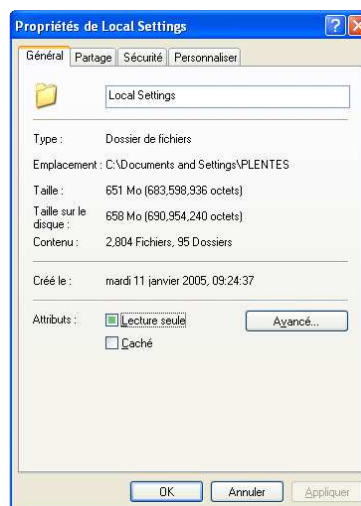 Propriétés de Local Settings
Général Partage Sécurité Personnaliser
Local Settings
Type : Dossier de fichiers
Emplacement : C:\Documents and Settings\PLENTES
Taille : 651 Mo (683,598,936 octets)
Taille sur le disque : 658 Mo (690,954,240 octets)
Contenu : 2,804 Fichiers, 95 Dossiers
Créé le : mardi 11 janvier 2005, 09:24:37
Attributs : Lecture seule Avancé...
Caché
OK Annuler Appliquer